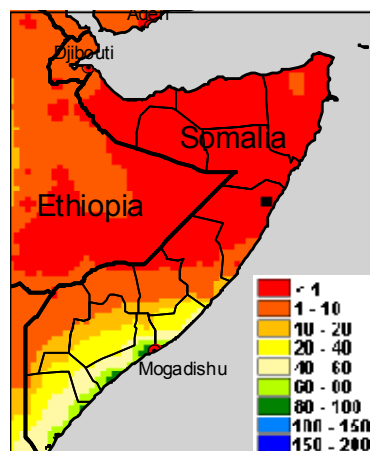 Aden
Djibouti
Somalia
Ethiopia
Mogadishu
< 1
1 - 10
10 - 20
20 - 40
40 - 60
60 - 80
80 - 100
100 - 150
150 - 200